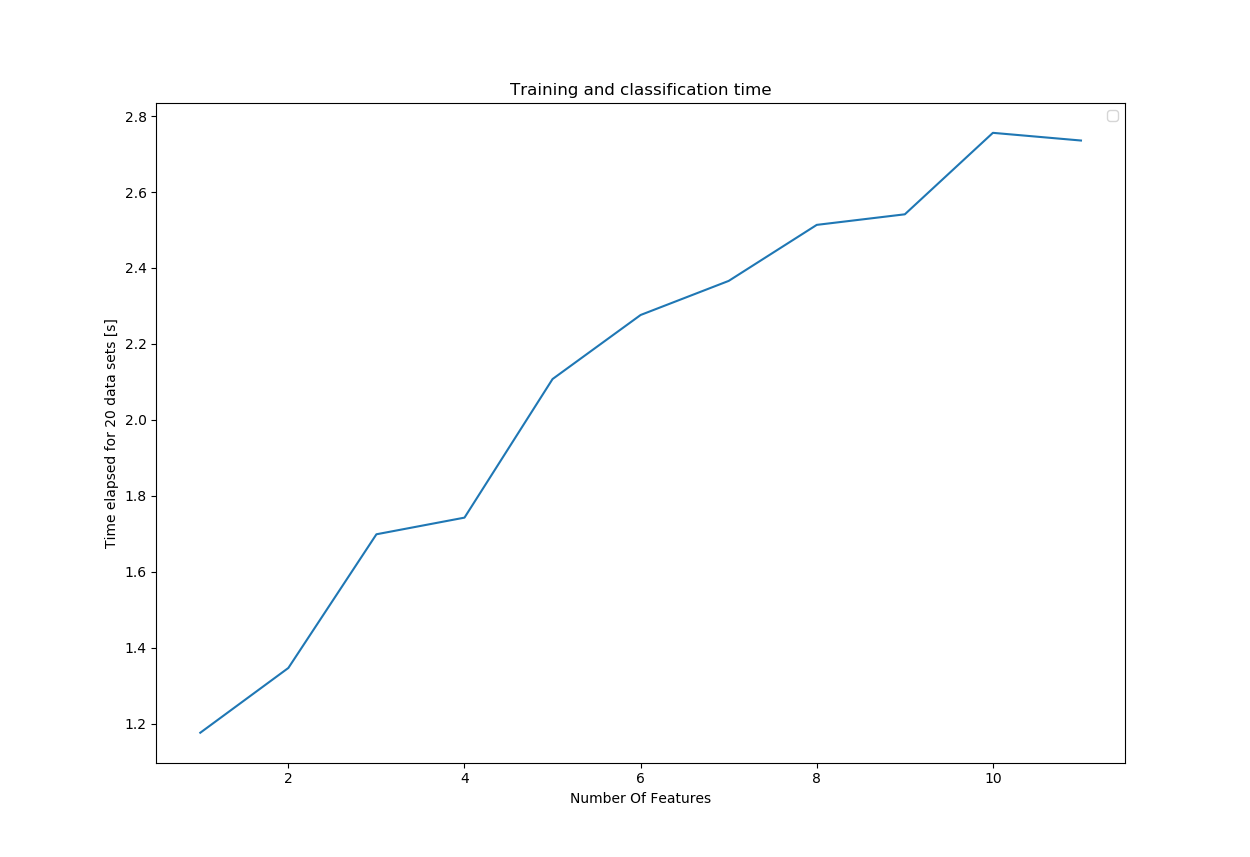 Training and classification time
2.8
2.6
2.4
2.2
2.0
1.8
1.6
1.4
1.2
Time elapsed for 20 data sets [s]
2 4 6 8 10
Number Of Features